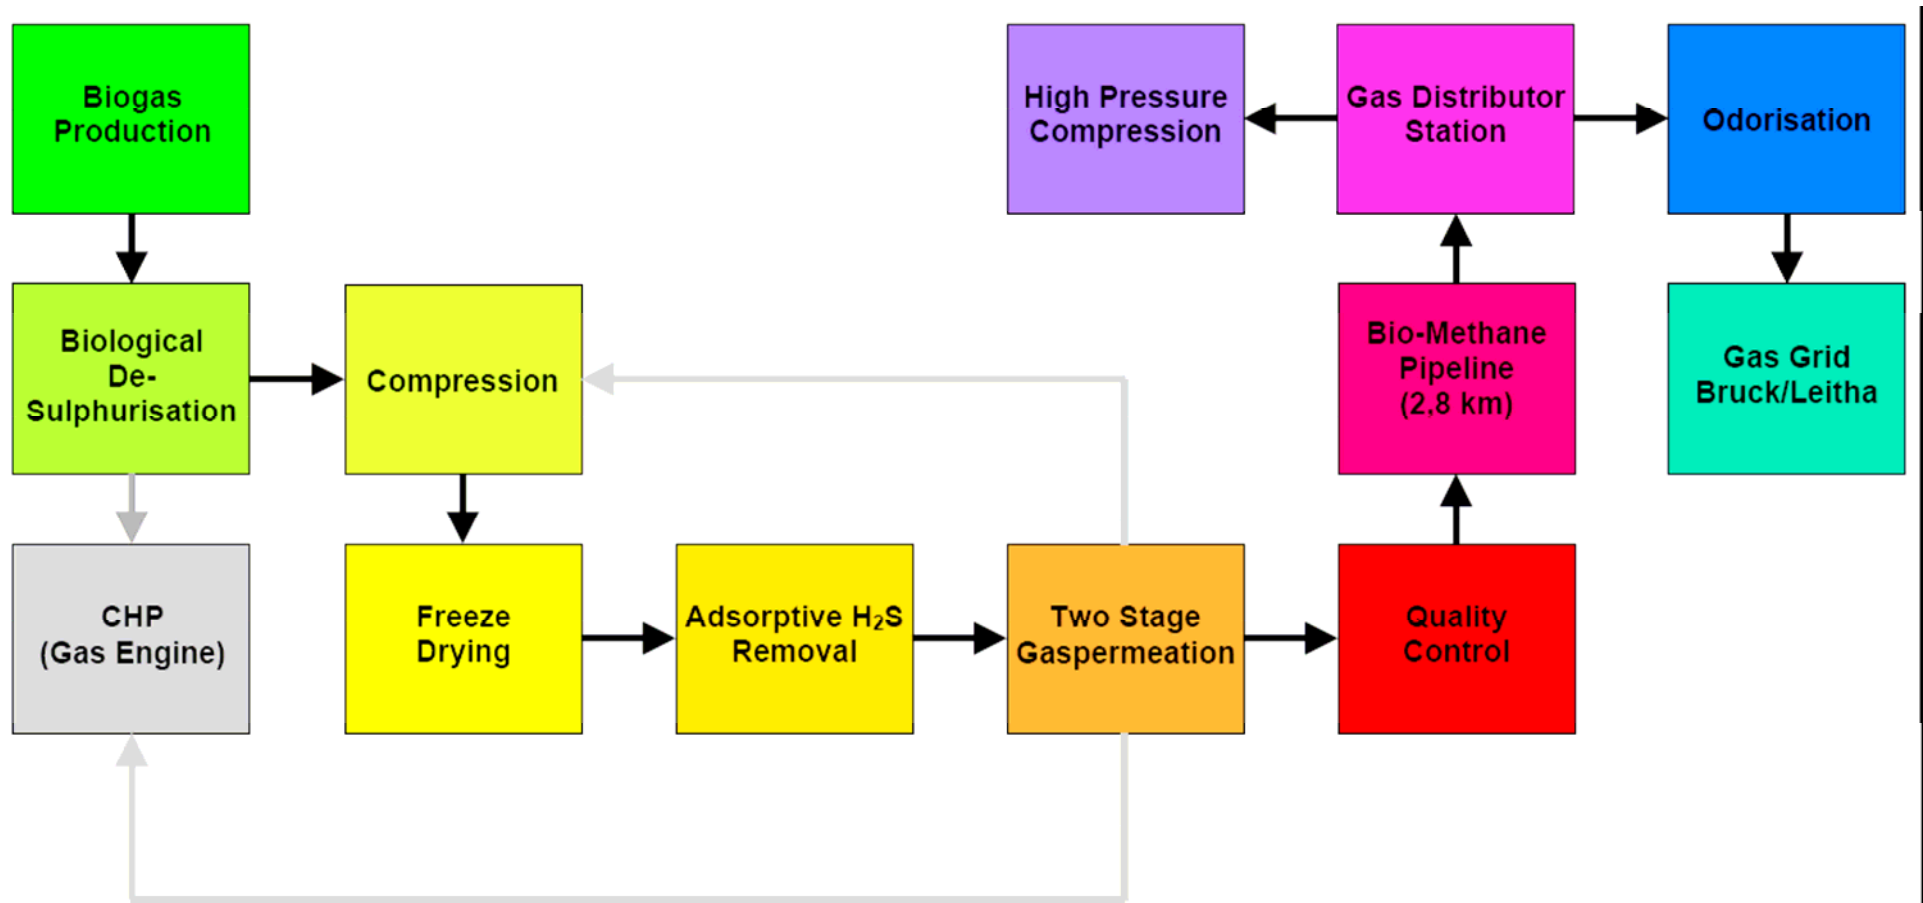 Biogas
Production
High Pressure
Compression
Gas Distributor
Station
Odorisation
Biological
De-
Sulphurisation
Compression
Bio-Methane
Pipeline
(2,8 km)
Gas Grid
Bruck/Leitha
CHP
(Gas Engine)
Freeze
Drying
Adsorptive H₂S
Removal
Two Stage
Gaspermeation
Quality
Control